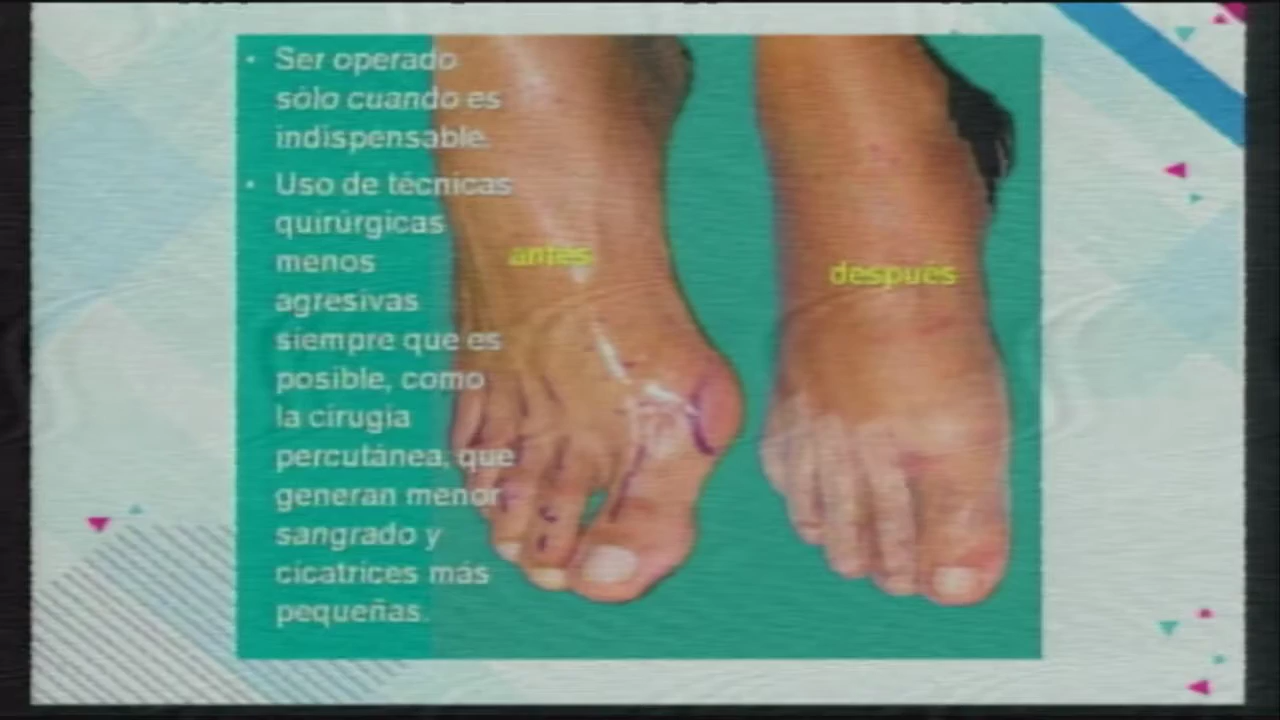 • Ser operado
sólo cuando es
indispensable.
• Uso de técnicas
quirúrgicas
menos
agresivas
siempre que es
posible, como
la cirugía
percutánea, que
generan menor
sangrado y
cicatrices más
pequeñas.
antes
después